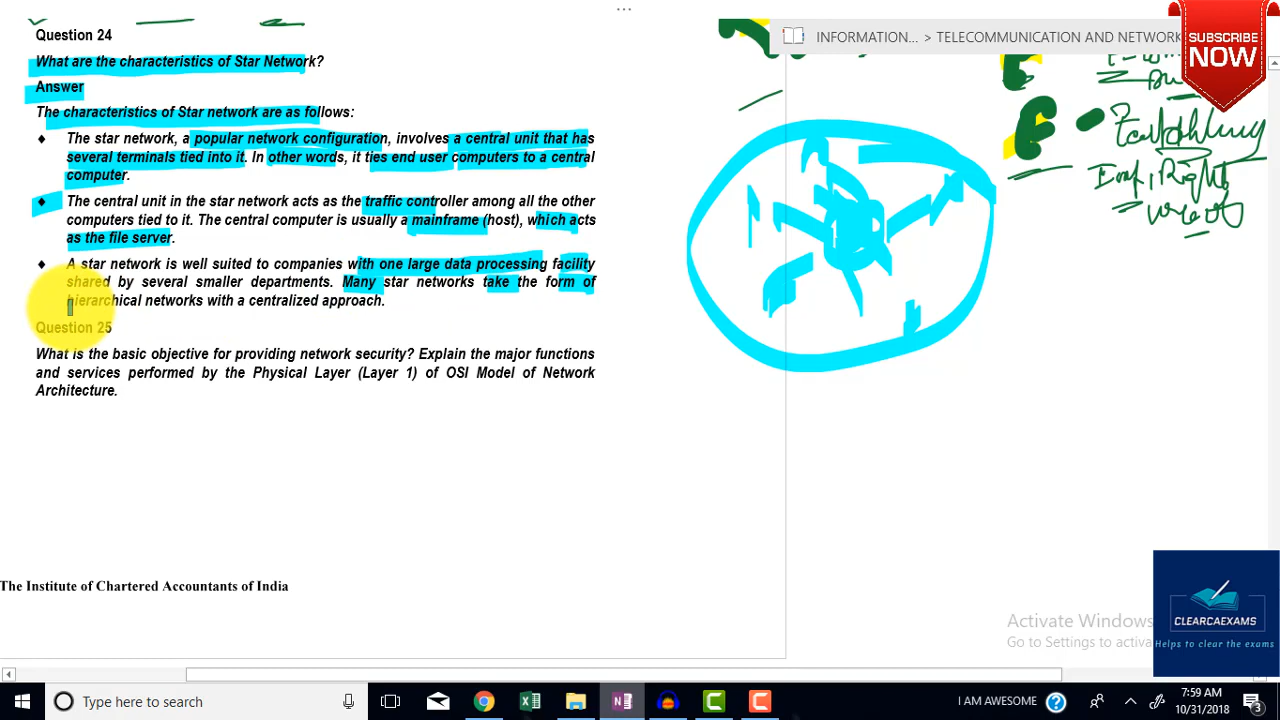 ...
Question 24
INFORMATION... > TELECOMMUNICATION AND NETWORK
SUBSCRIBE
NOW
What are the characteristics of Star Network?
Answer
The characteristics of Star network are as follows:
♦ The star network, a popular network configuration, involves a central unit that has
several terminals tied into it. In other words, it ties end user computers to a central
computer.
♦ The central unit in the star network acts as the traffic controller among all the other
computers tied to it. The central computer is usually a mainframe (host), which acts
as the file server.
♦ A star network is well suited to companies with one large data processing facility
shared by several smaller departments. Many star networks take the form of
hierarchical networks with a centralized approach.
Question 25
What is the basic objective for providing network security? Explain the major functions
and services performed by the Physical Layer (Layer 1) of OSI Model of Network
Architecture.
The Institute of Chartered Accountants of India
Activate Windows
Go to Settings to activa
CLEARCAEXAMS
Helps to clear the exams
Type here to search
I AM AWESOME
7:59 AM
10/31/2018
3